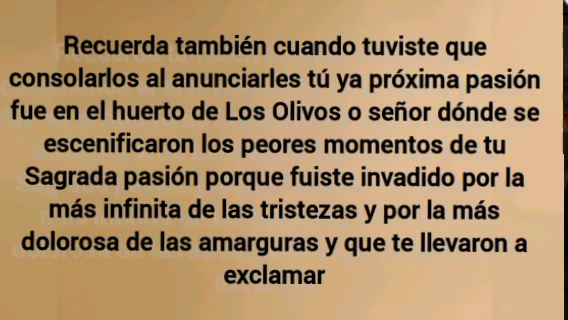 Recuerda también cuando tuviste que
consolarlos al anunciarles tú ya próxima pasión
fue en el huerto de Los Olivos o señor dónde se
escenificaron los peores momentos de tu
Sagrada pasión porque fuiste invadido por la
más infinita de las tristezas y por la más
dolorosa de las amarguras y que te llevaron a
exclamar